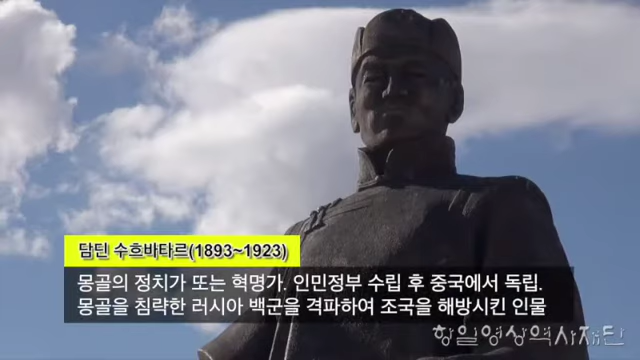 담딘 수흐바타르(1893~1923)
몽골의 정치가 또는 혁명가. 인민정부 수립 후 중국에서 독립.
몽골을 침략한 러시아 백군을 격파하여 조국을 해방시킨 인물
항일영상역사재단